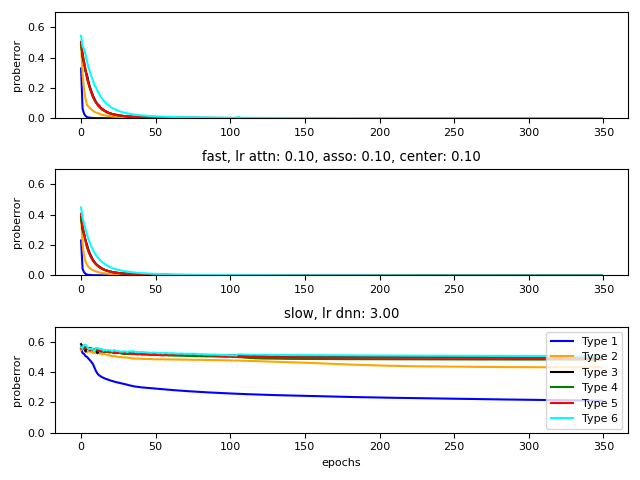 0.6
0.4
0.2
0.0
proberror
0 50 100 150 200 250 300 350
fast, lr attn: 0.10, asso: 0.10, center: 0.10
0.6
0.4
0.2
0.0
proberror
0 50 100 150 200 250 300 350
slow, lr dnn: 3.00
0.6
0.4
0.2
0.0
proberror
Type 1
Type 2
Type 3
Type 4
Type 5
Type 6
0 50 100 150 200 250 300 350
epochs